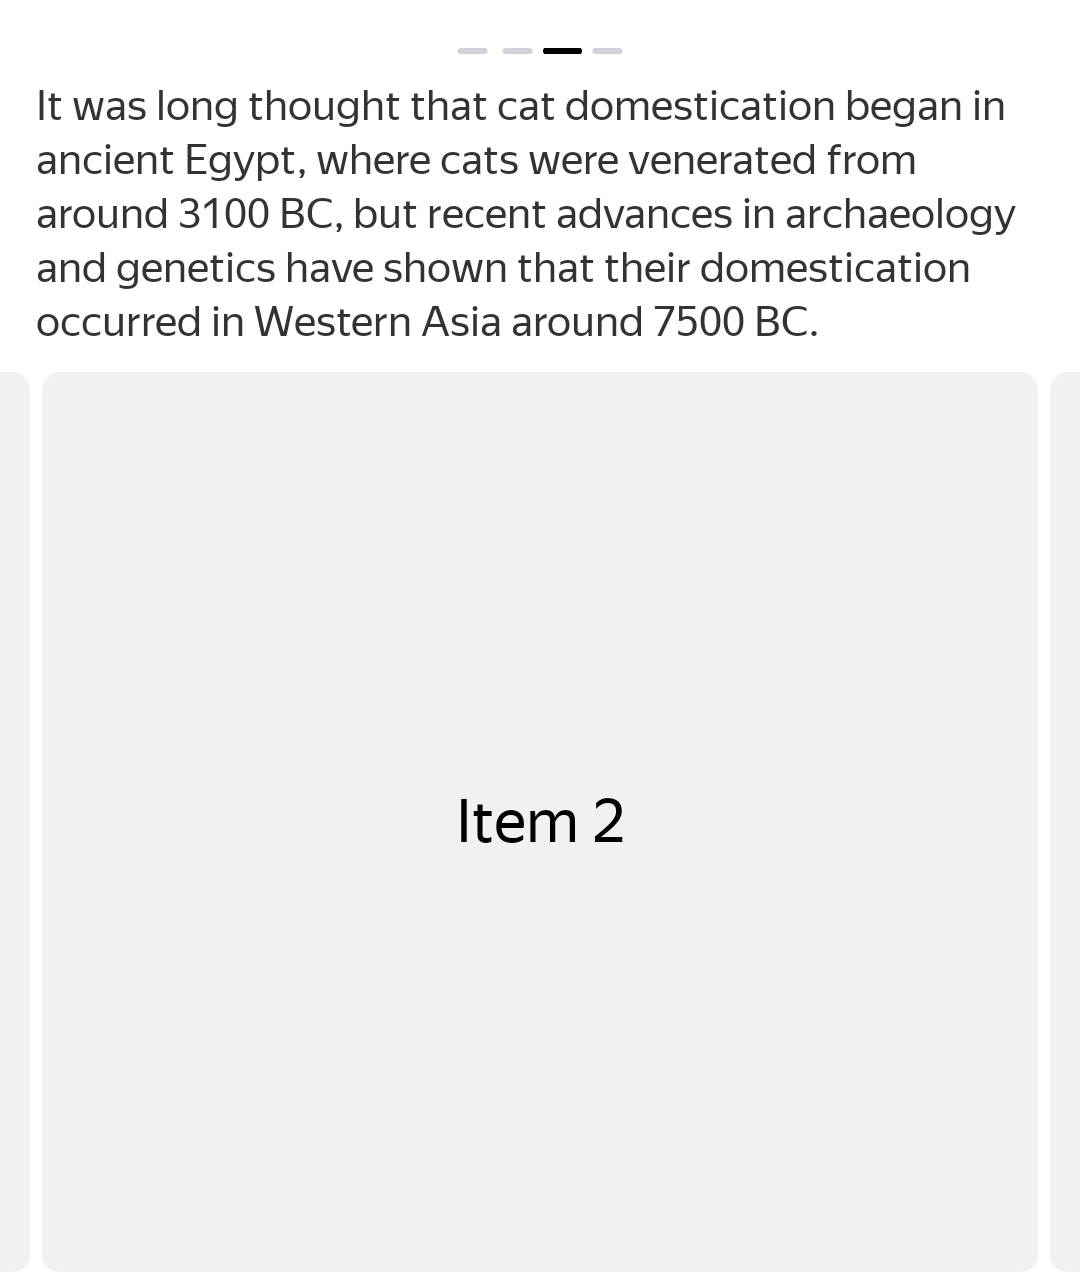 It was long thought that cat domestication began in
ancient Egypt, where cats were venerated from
around 3100 BC, but recent advances in archaeology
and genetics have shown that their domestication
occurred in Western Asia around 7500 BC.
Item 2